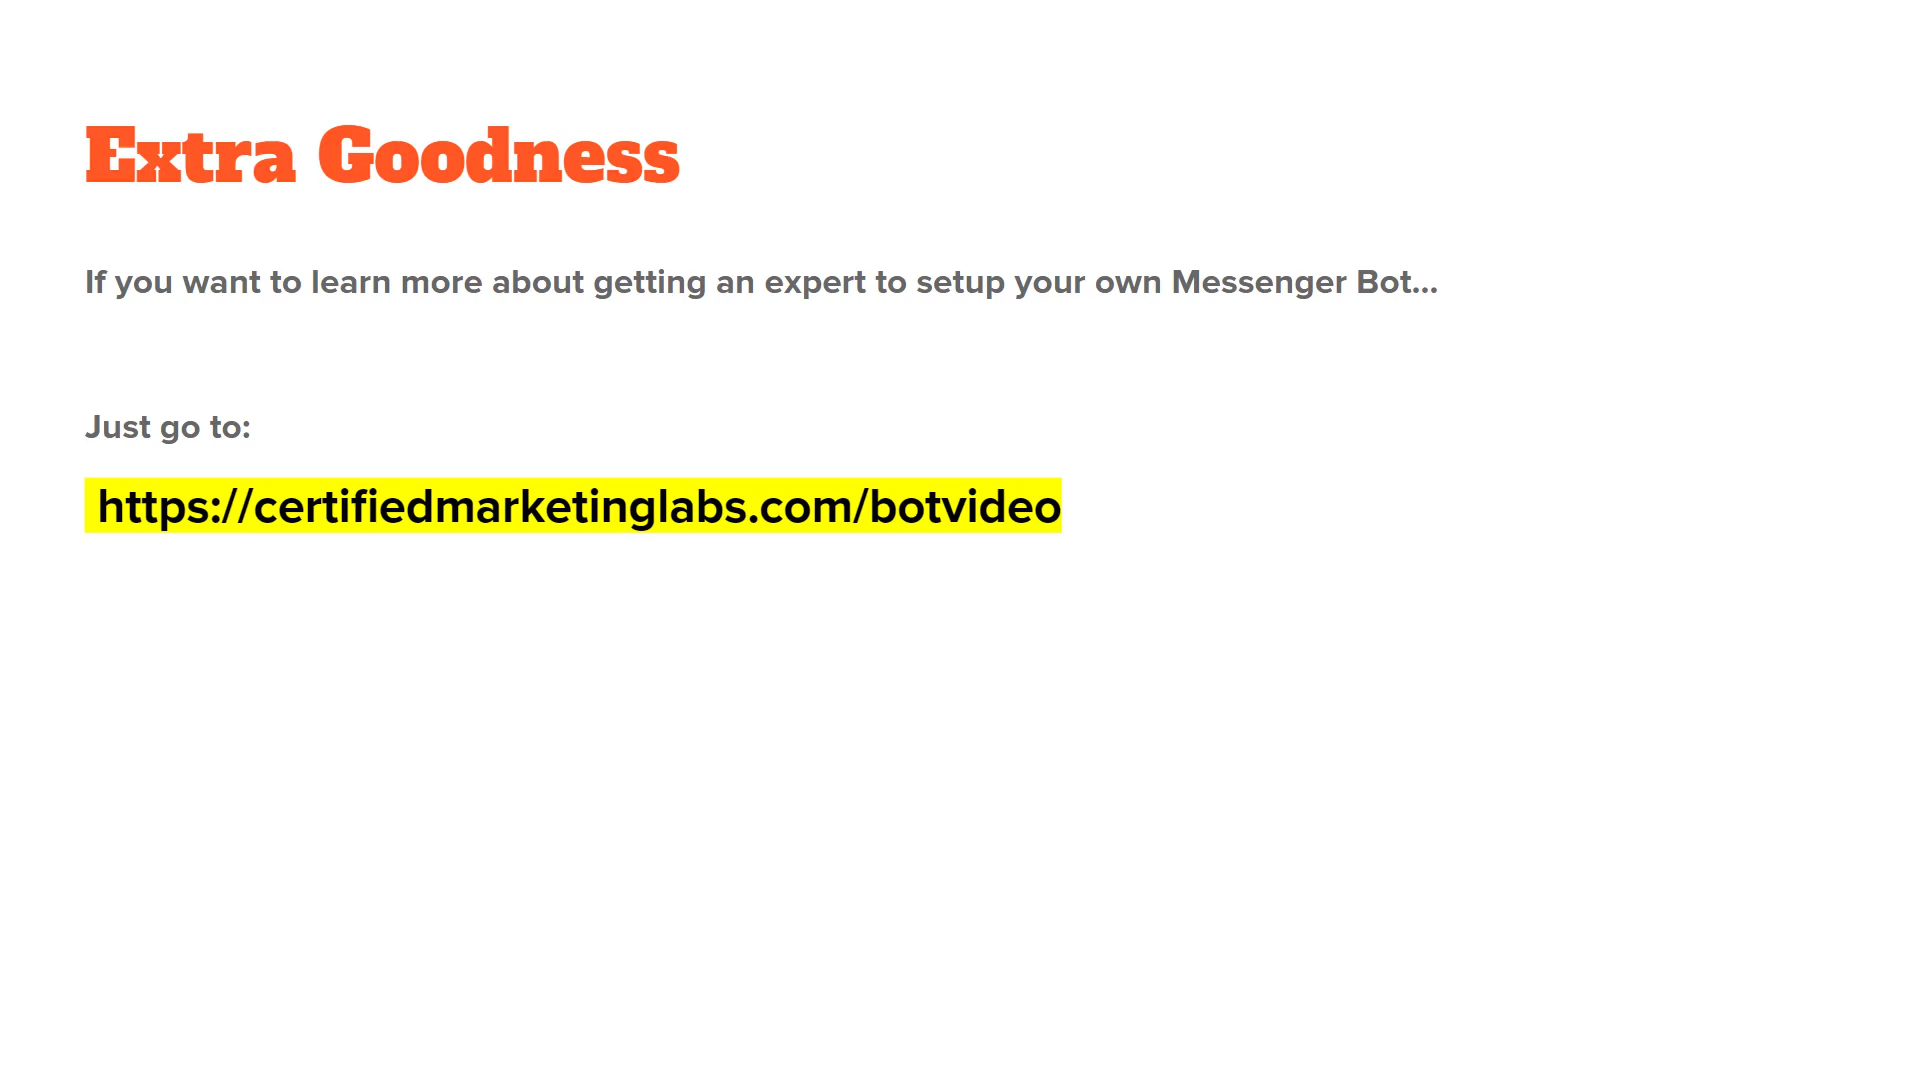 Extra Goodness
If you want to learn more about getting an expert to setup your own Messenger Bot...
Just go to:
https://certifiedmarketinglabs.com/botvideo